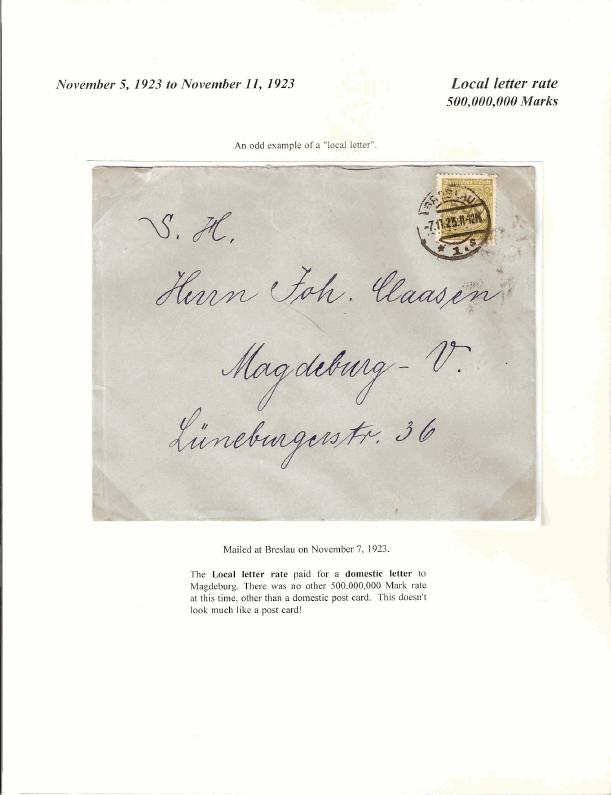 November 5, 1923 to November 11, 1923
Local letter rate
500,000,000 Marks
An odd example of a "local letter".
Deutsches Reich
BRESLAU
-7.11.23.11-12
* 1
S. H.
Herrn Joh. Claasen
Magdeburg - V.
Lüneburgerstr. 36
Mailed at Breslau on November 7, 1923.
The Local letter rate paid for a domestic letter to
Magdeburg. There was no other 500,000,000 Mark rate
at this time, other than a domestic post card. This doesn't
look much like a post card!